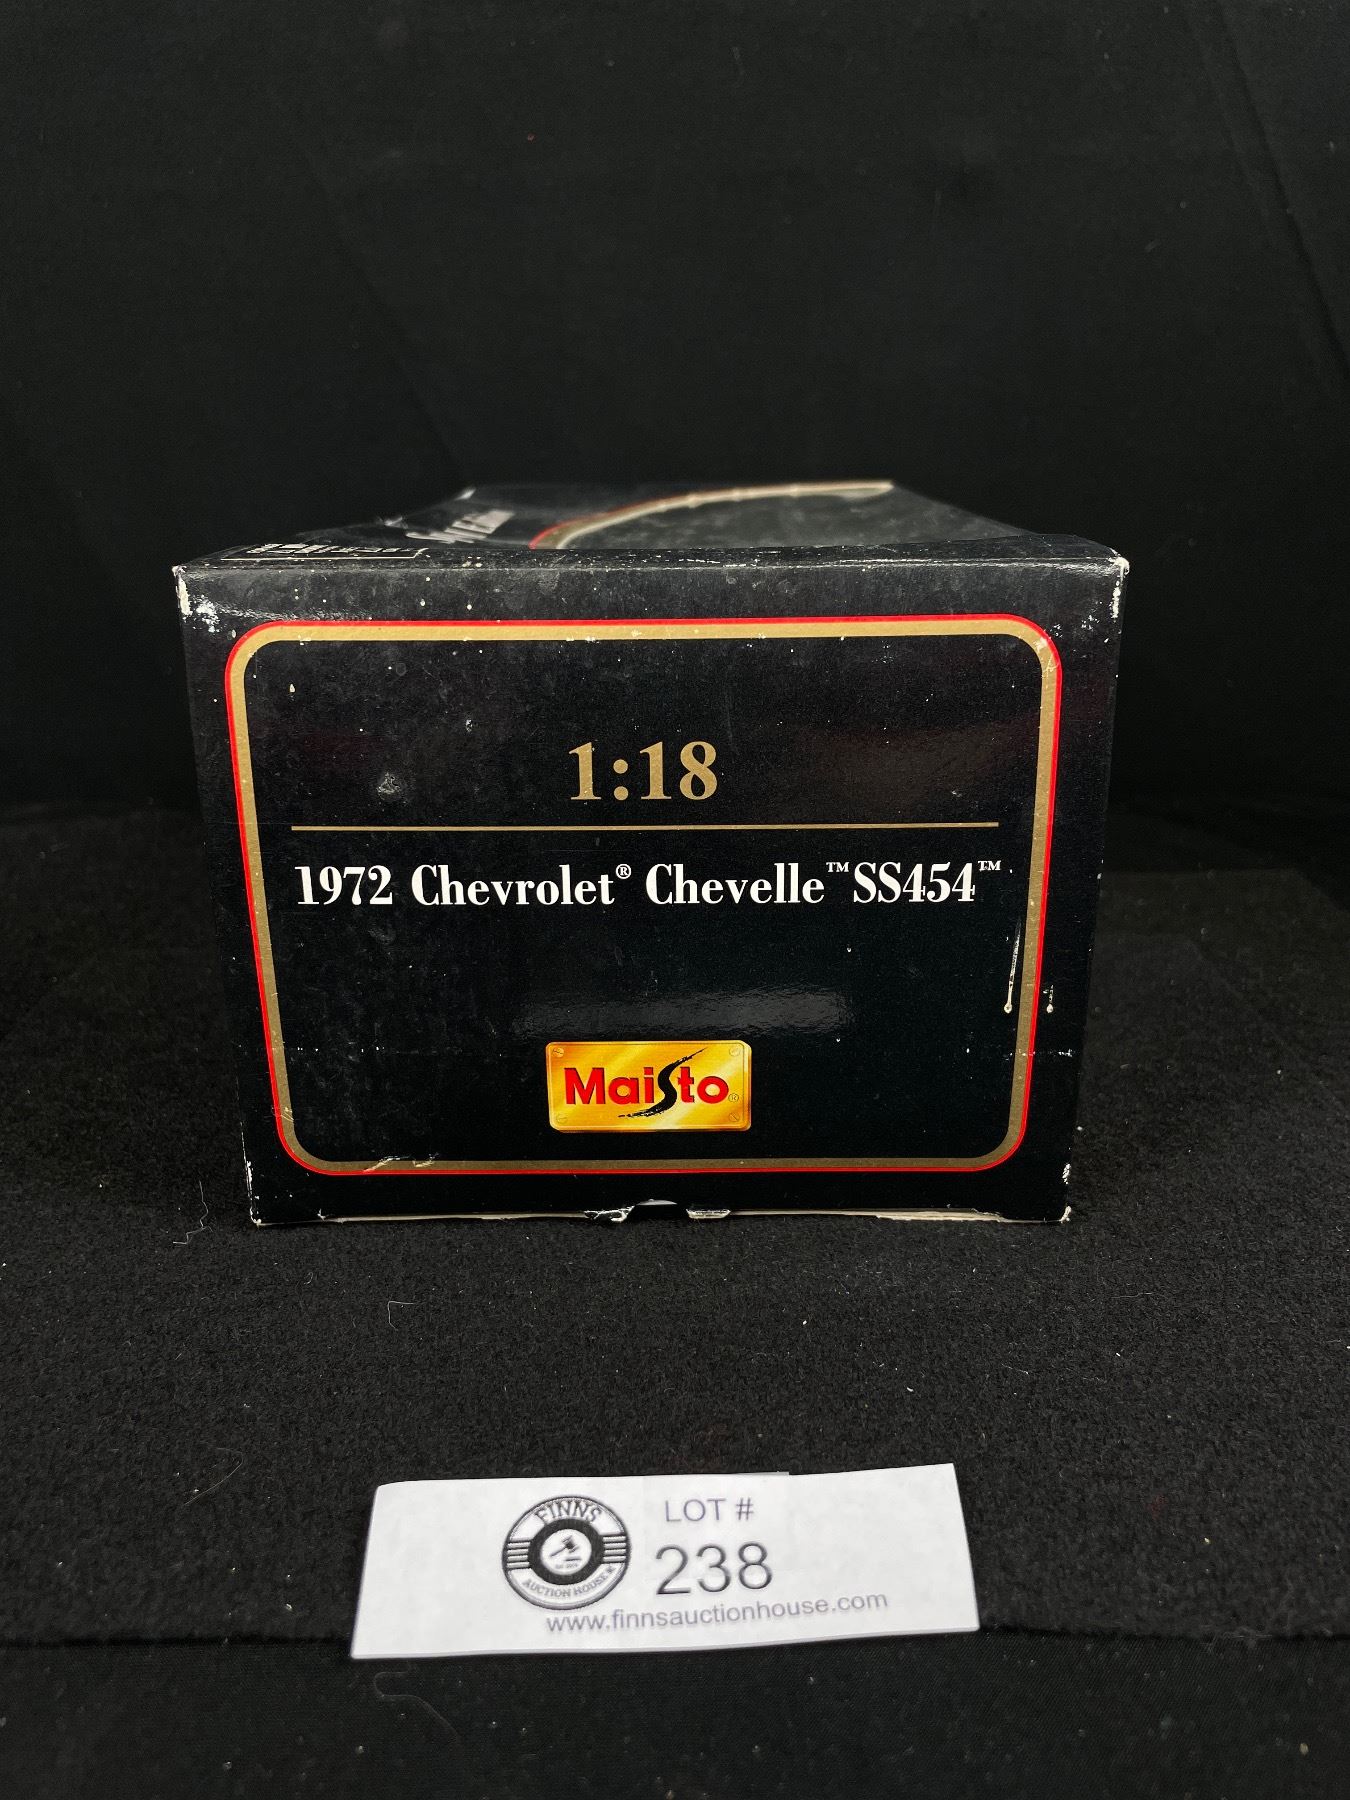 1:18
1972 Chevrolet® Chevelle™ SS454™
Maisto®
FINNS
AUCTION HOUSE
LOT #
238
www.finnsauctionhouse.com